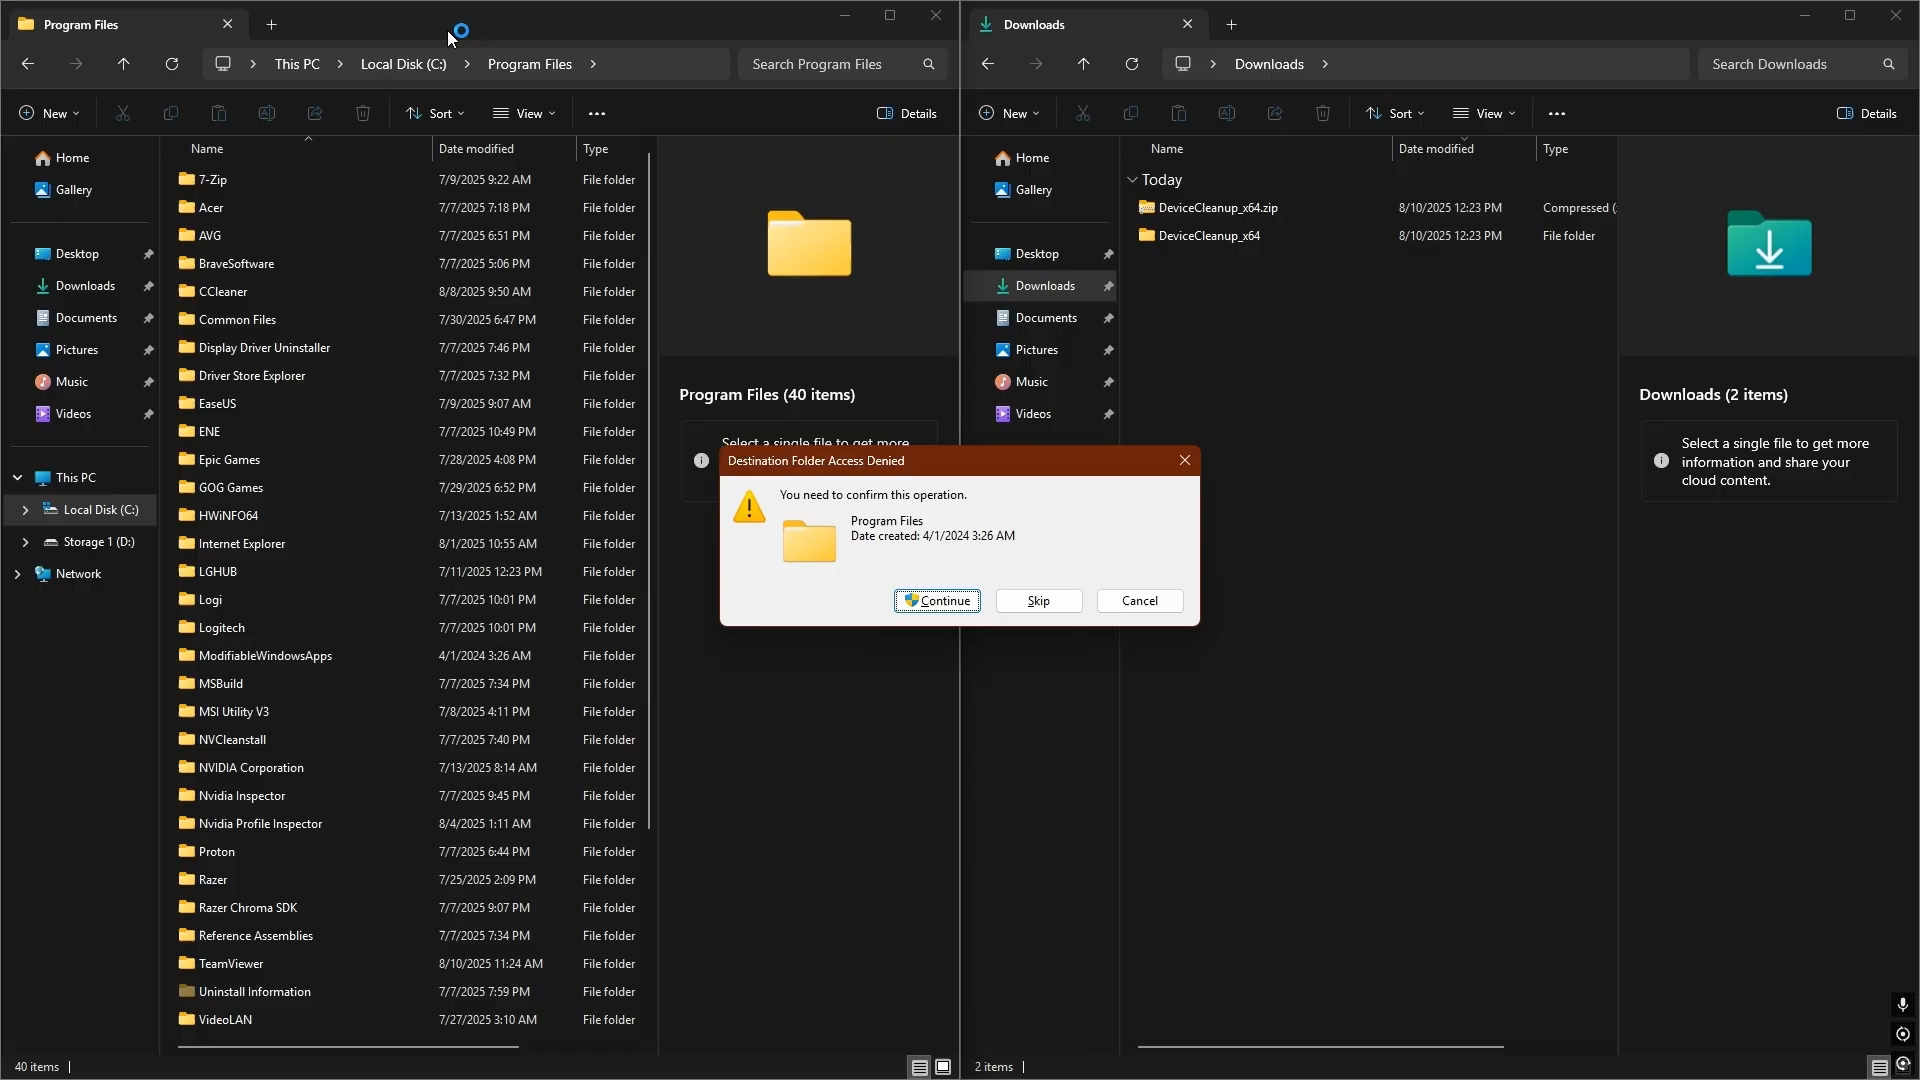 Program Files
This PC
Local Disk (C:)
Program Files
Search Program Files
New
Sort
View
Details
Home
Gallery
Desktop
Downloads
Documents
Pictures
Music
Videos
This PC
Local Disk (C:)
Storage 1 (D:)
Network
Name Date modified Type
7-Zip 7/9/2025 9:22 AM File folder
Acer 7/7/2025 7:18 PM File folder
AVG 7/7/2025 6:51 PM File folder
BraveSoftware 7/7/2025 5:06 PM File folder
CCleaner 8/8/2025 9:50 AM File folder
Common Files 7/30/2025 6:47 PM File folder
Display Driver Uninstaller 7/7/2025 7:46 PM File folder
Driver Store Explorer 7/7/2025 7:32 PM File folder
EaseUS 7/9/2025 9:07 AM File folder
ENE 7/7/2025 10:49 PM File folder
Epic Games 7/28/2025 4:08 PM File folder
GOG Games 7/29/2025 6:52 PM File folder
HWiNFO64 7/13/2025 1:52 AM File folder
Internet Explorer 8/1/2025 10:55 AM File folder
LGHUB 7/11/2025 12:23 PM File folder
Logi 7/7/2025 10:01 PM File folder
Logitech 7/7/2025 10:01 PM File folder
ModifiableWindowsApps 4/1/2024 3:26 AM File folder
MSBuild 7/7/2025 7:34 PM File folder
MSI Utility V3 7/8/2025 4:11 PM File folder
NVCleanstall 7/7/2025 7:40 PM File folder
NVIDIA Corporation 7/13/2025 8:14 AM File folder
Nvidia Inspector 7/7/2025 9:45 PM File folder
Nvidia Profile Inspector 8/4/2025 1:11 AM File folder
Proton 7/7/2025 6:44 PM File folder
Razer 7/25/2025 2:09 PM File folder
Razer Chroma SDK 7/7/2025 9:07 PM File folder
Reference Assemblies 7/7/2025 7:34 PM File folder
TeamViewer 8/10/2025 11:24 AM File folder
Uninstall Information 7/7/2025 7:59 PM File folder
VideoLAN 7/27/2025 3:10 AM File folder
Program Files (40 items)
Select a single file to get more
40 items
Downloads
Downloads
Search Downloads
New
Sort
View
Details
Home
Gallery
Desktop
Downloads
Documents
Pictures
Music
Videos
Name Date modified Type
Today
DeviceCleanup_x64.zip 8/10/2025 12:23 PM Compressed (
DeviceCleanup_x64 8/10/2025 12:23 PM File folder
Downloads (2 items)
Select a single file to get more
information and share your
cloud content.
2 items
Destination Folder Access Denied
You need to confirm this operation.
Program Files
Date created: 4/1/2024 3:26 AM
Continue
Skip
Cancel